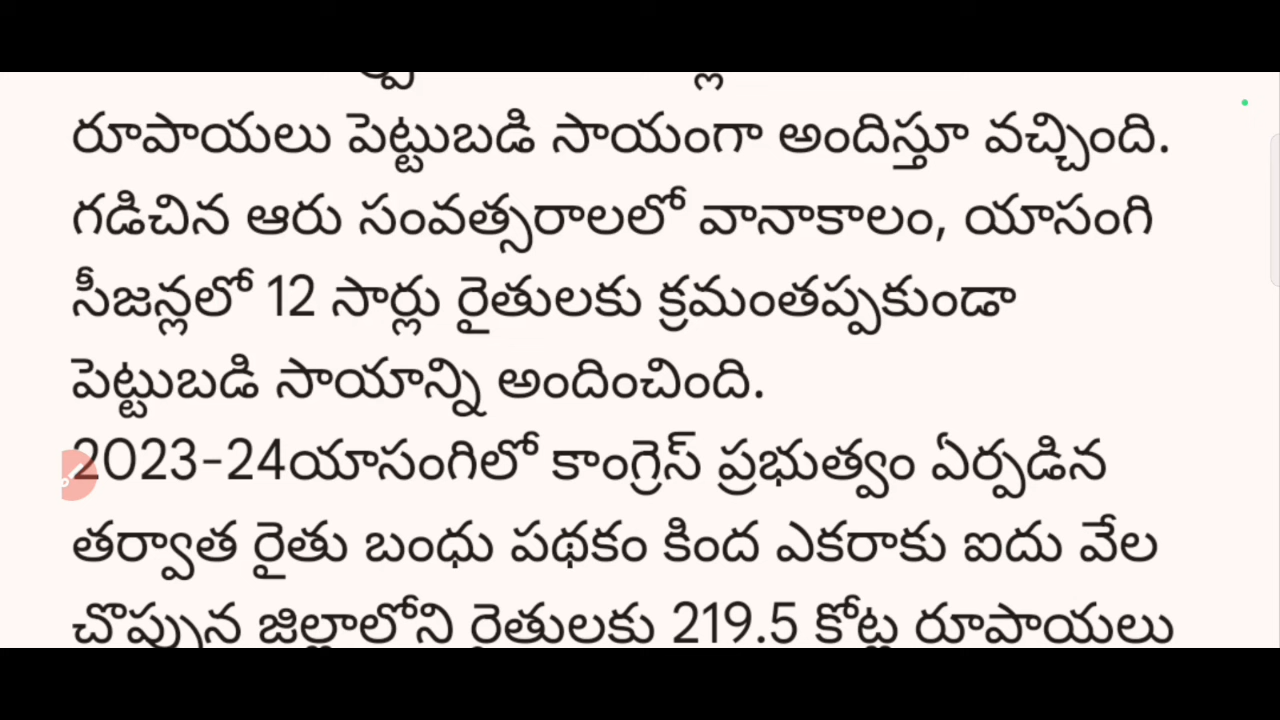 రూపాయలు పెట్టుబడి సాయంగా అందిస్తూ వచ్చింది.
గడిచిన ఆరు సంవత్సరాలలో వానాకాలం, యాసంగి
సీజన్లలో 12 సార్లు రైతులకు క్రమంతప్పకుండా
పెట్టుబడి సాయాన్ని అందించింది.
2023-24యాసంగిలో కాంగ్రెస్ ప్రభుత్వం ఏర్పడిన
తర్వాత రైతు బంధు పథకం కింద ఎకరాకు ఐదు వేల
చొప్పున జిల్లాలోని రైతులకు 219.5 కోట్ల రూపాయలు